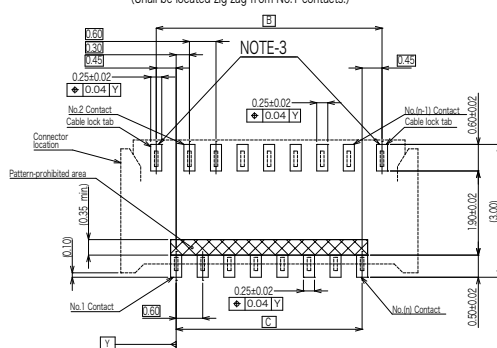 (Shall be located zig zag from No.1 contacts.)
B
0.60
0.30
0.45
NOTE-3
0.45
0.25±0.02
⌖ 0.04 Y
0.25±0.02
⌖ 0.04 Y
No.2 Contact
Cable lock tab
No.(n-1) Contact
Cable lock tab
Connector
location
Pattern-prohibited area
0.60±0.02
1.90±0.02
(3.00)
(0.35 min)
(0.10)
0.25±0.02
⌖ 0.04 Y
No.1 Contact
No.(n) Contact
0.50±0.02
0.60
C
Y